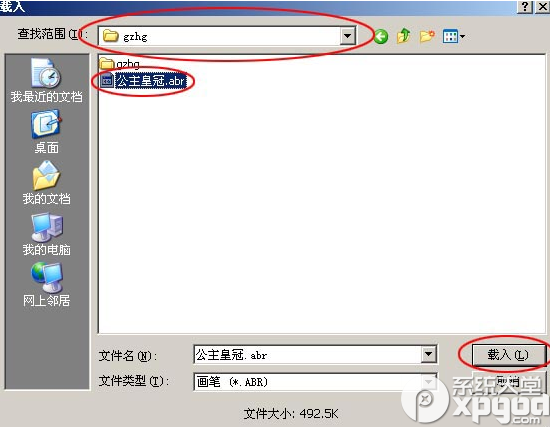 载入
查找范围(I):
gzhg
gzhg
公主皇冠.abr
我最近的文档
桌面
我的文档
我的电脑
网上邻居
文件名(N):
公主皇冠.abr
载入(L)
文件类型(T):
画笔 (*.ABR)
取消
文件大小: 492.5K
系统天堂
xpgod